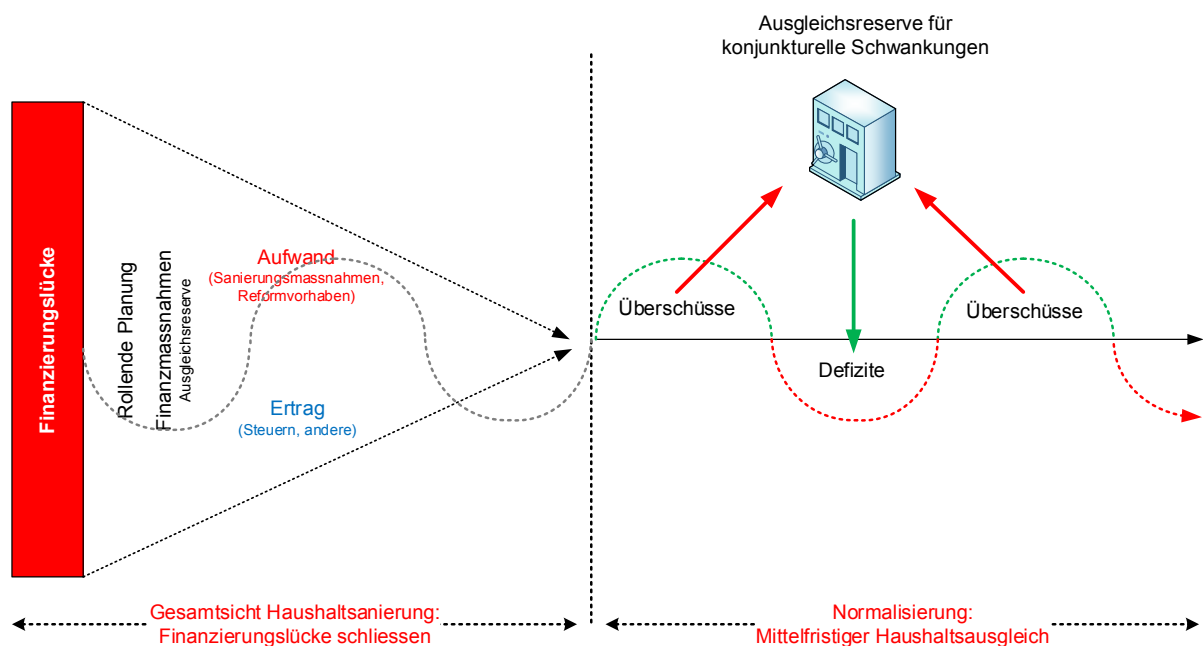 Ausgleichsreserve für
konjunkturelle Schwankungen
Finanzierungslücke
Rollende Planung
Finanzmassnahmen
Ausgleichsreserve
Aufwand
(Sanierungsmassnahmen,
Reformvorhaben)
Ertrag
(Steuern, andere)
Überschüsse
Defizite
Überschüsse
Gesamtsicht Haushaltsanierung:
Finanzierungslücke schliessen
Normalisierung:
Mittelfristiger Haushaltsausgleich